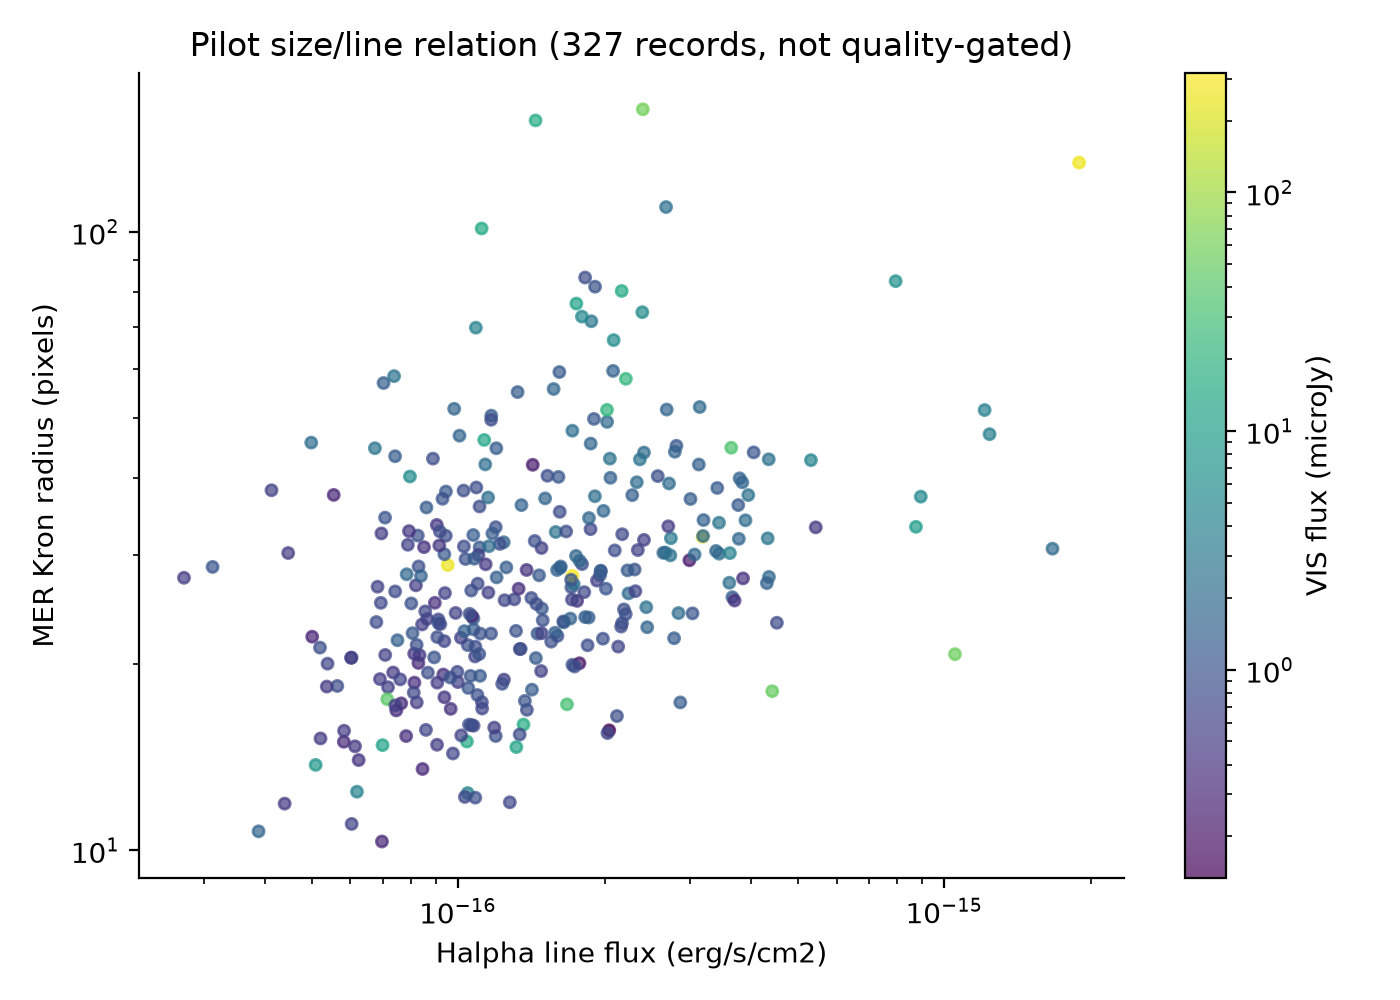 Pilot size/line relation (327 records, not quality-gated)
MER Kron radius (pixels)
10²
10¹
10⁻¹⁶
10⁻¹⁵
Halpha line flux (erg/s/cm2)
10²
10¹
10⁰
VIS flux (microJy)